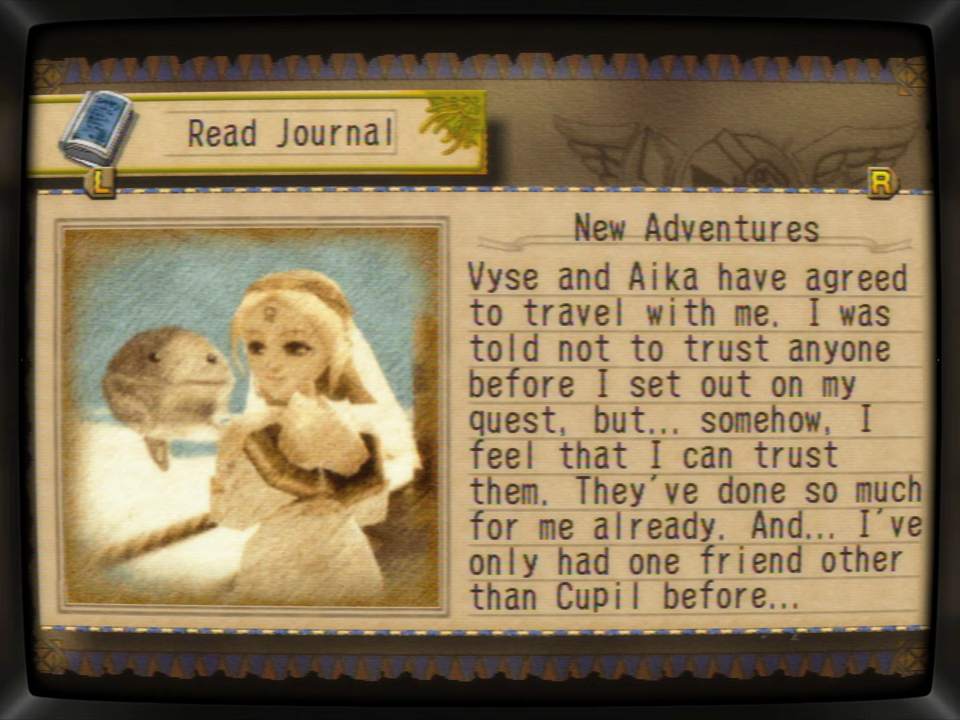 Read Journal
L
R
New Adventures
Vyse and Aika have agreed
to travel with me. I was
told not to trust anyone
before I set out on my
quest, but... somehow, I
feel that I can trust
them. They've done so much
for me already. And... I've
only had one friend other
than Cupil before...